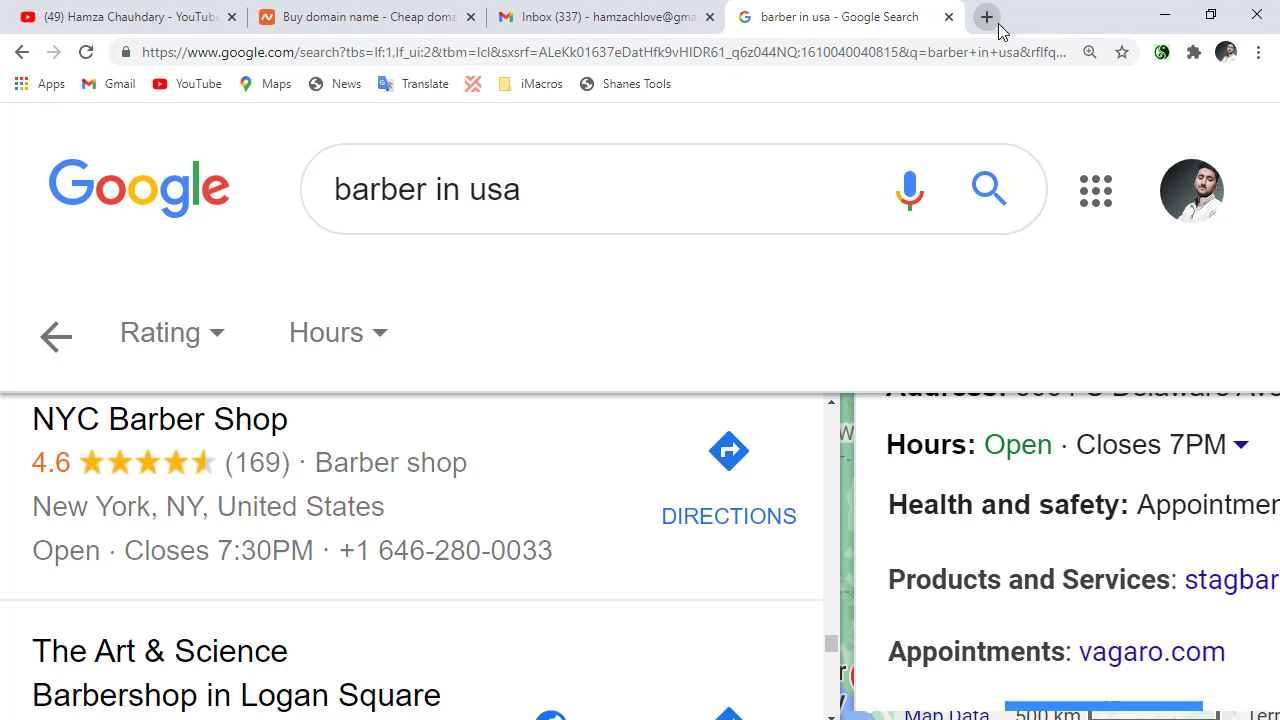 (49) Hamza Chauhdary - YouTub
Buy domain name - Cheap dom
Inbox (337) - hamzachlove@gma
barber in usa - Google Search
https://www.google.com/search?tbs=lf:1,lf_ui:2&tbm=lcl&sxsrf=ALeKk01637eDatHfk9vHIDR61_q6z044NQ:1610040040815&q=barber+in+usa&rlfq...
Apps
Gmail
YouTube
Maps
News
Translate
iMacros
Shanes Tools
Google
barber in usa
Rating
Hours
NYC Barber Shop
4.6 (169) · Barber shop
New York, NY, United States
Open · Closes 7:30PM · +1 646-280-0033
DIRECTIONS
The Art & Science
Barbershop in Logan Square
Hours: Open · Closes 7PM
Health and safety: Appointmen
Products and Services: stagbar
Appointments: vagaro.com
Map Data
500 km
Terr